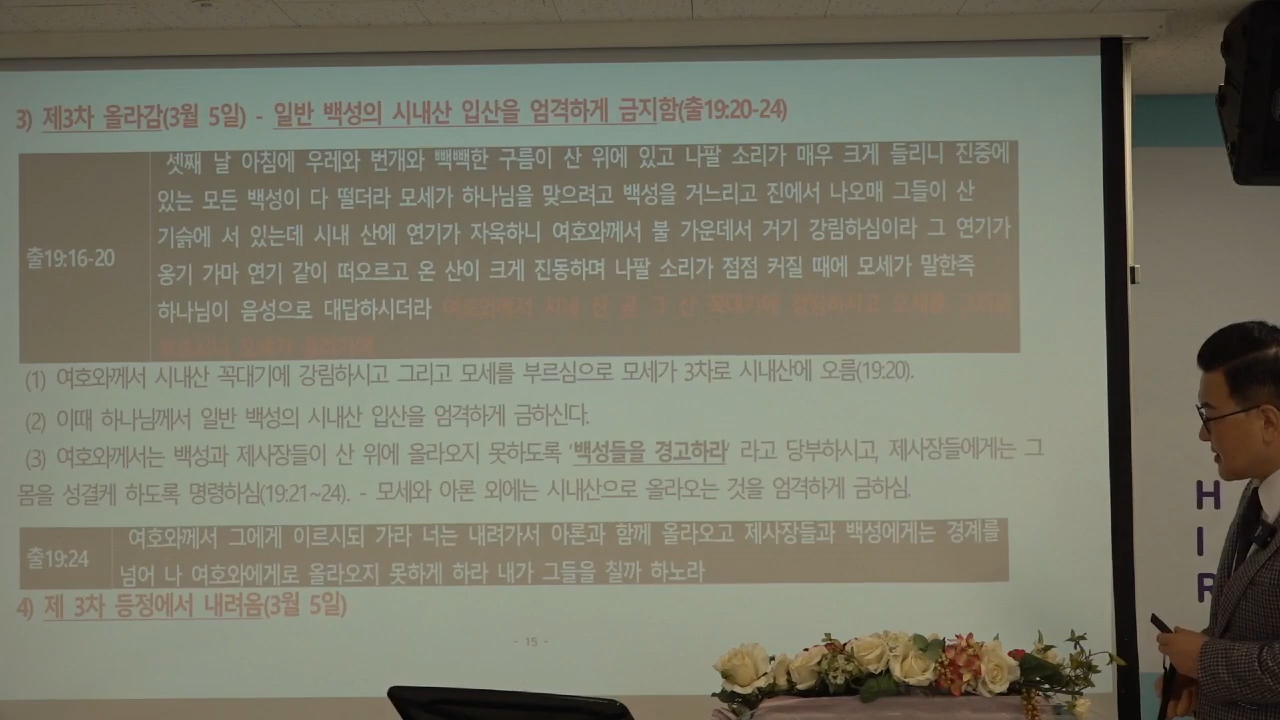 3) 제3차 올라감(3월 5일) - 일반 백성의 시내산 입산을 엄격하게 금지함(출19:20-24)
출19:16-20
셋째 날 아침에 우레와 번개와 빽빽한 구름이 산 위에 있고 나팔 소리가 매우 크게 들리니 진중에
있는 모든 백성이 다 떨더라 모세가 하나님을 맞으려고 백성을 거느리고 진에서 나오매 그들이 산
기슭에 서 있는데 시내 산에 연기가 자욱하니 여호와께서 불 가운데서 거기 강림하심이라 그 연기가
옹기 가마 연기 같이 떠오르고 온 산이 크게 진동하며 나팔 소리가 점점 커질 때에 모세가 말한즉
하나님이 음성으로 대답하시더라 여호와께서 시내 산 곧 그 산 꼭대기에 강림하시고
(1) 여호와께서 시내산 꼭대기에 강림하시고 그리고 모세를 부르심으로 모세가 3차로 시내산에 오름(19:20).
(2) 이때 하나님께서 일반 백성의 시내산 입산을 엄격하게 금하신다.
(3) 여호와께서는 백성과 제사장들이 산 위에 올라오지 못하도록 '백성들을 경고하라' 라고 당부하시고, 제사장들에게는 그
몸을 성결케 하도록 명령하심(19:21~24). - 모세와 아론 외에는 시내산으로 올라오는 것을 엄격하게 금하심.
출19:24
여호와께서 그에게 이르시되 가라 너는 내려가서 아론과 함께 올라오고 제사장들과 백성에게는 경계를
넘어 나 여호와에게로 올라오지 못하게 하라 내가 그들을 칠까 하노라
4) 제 3차 등정에서 내려옴(3월 5일)
- 15 -
H
I
R